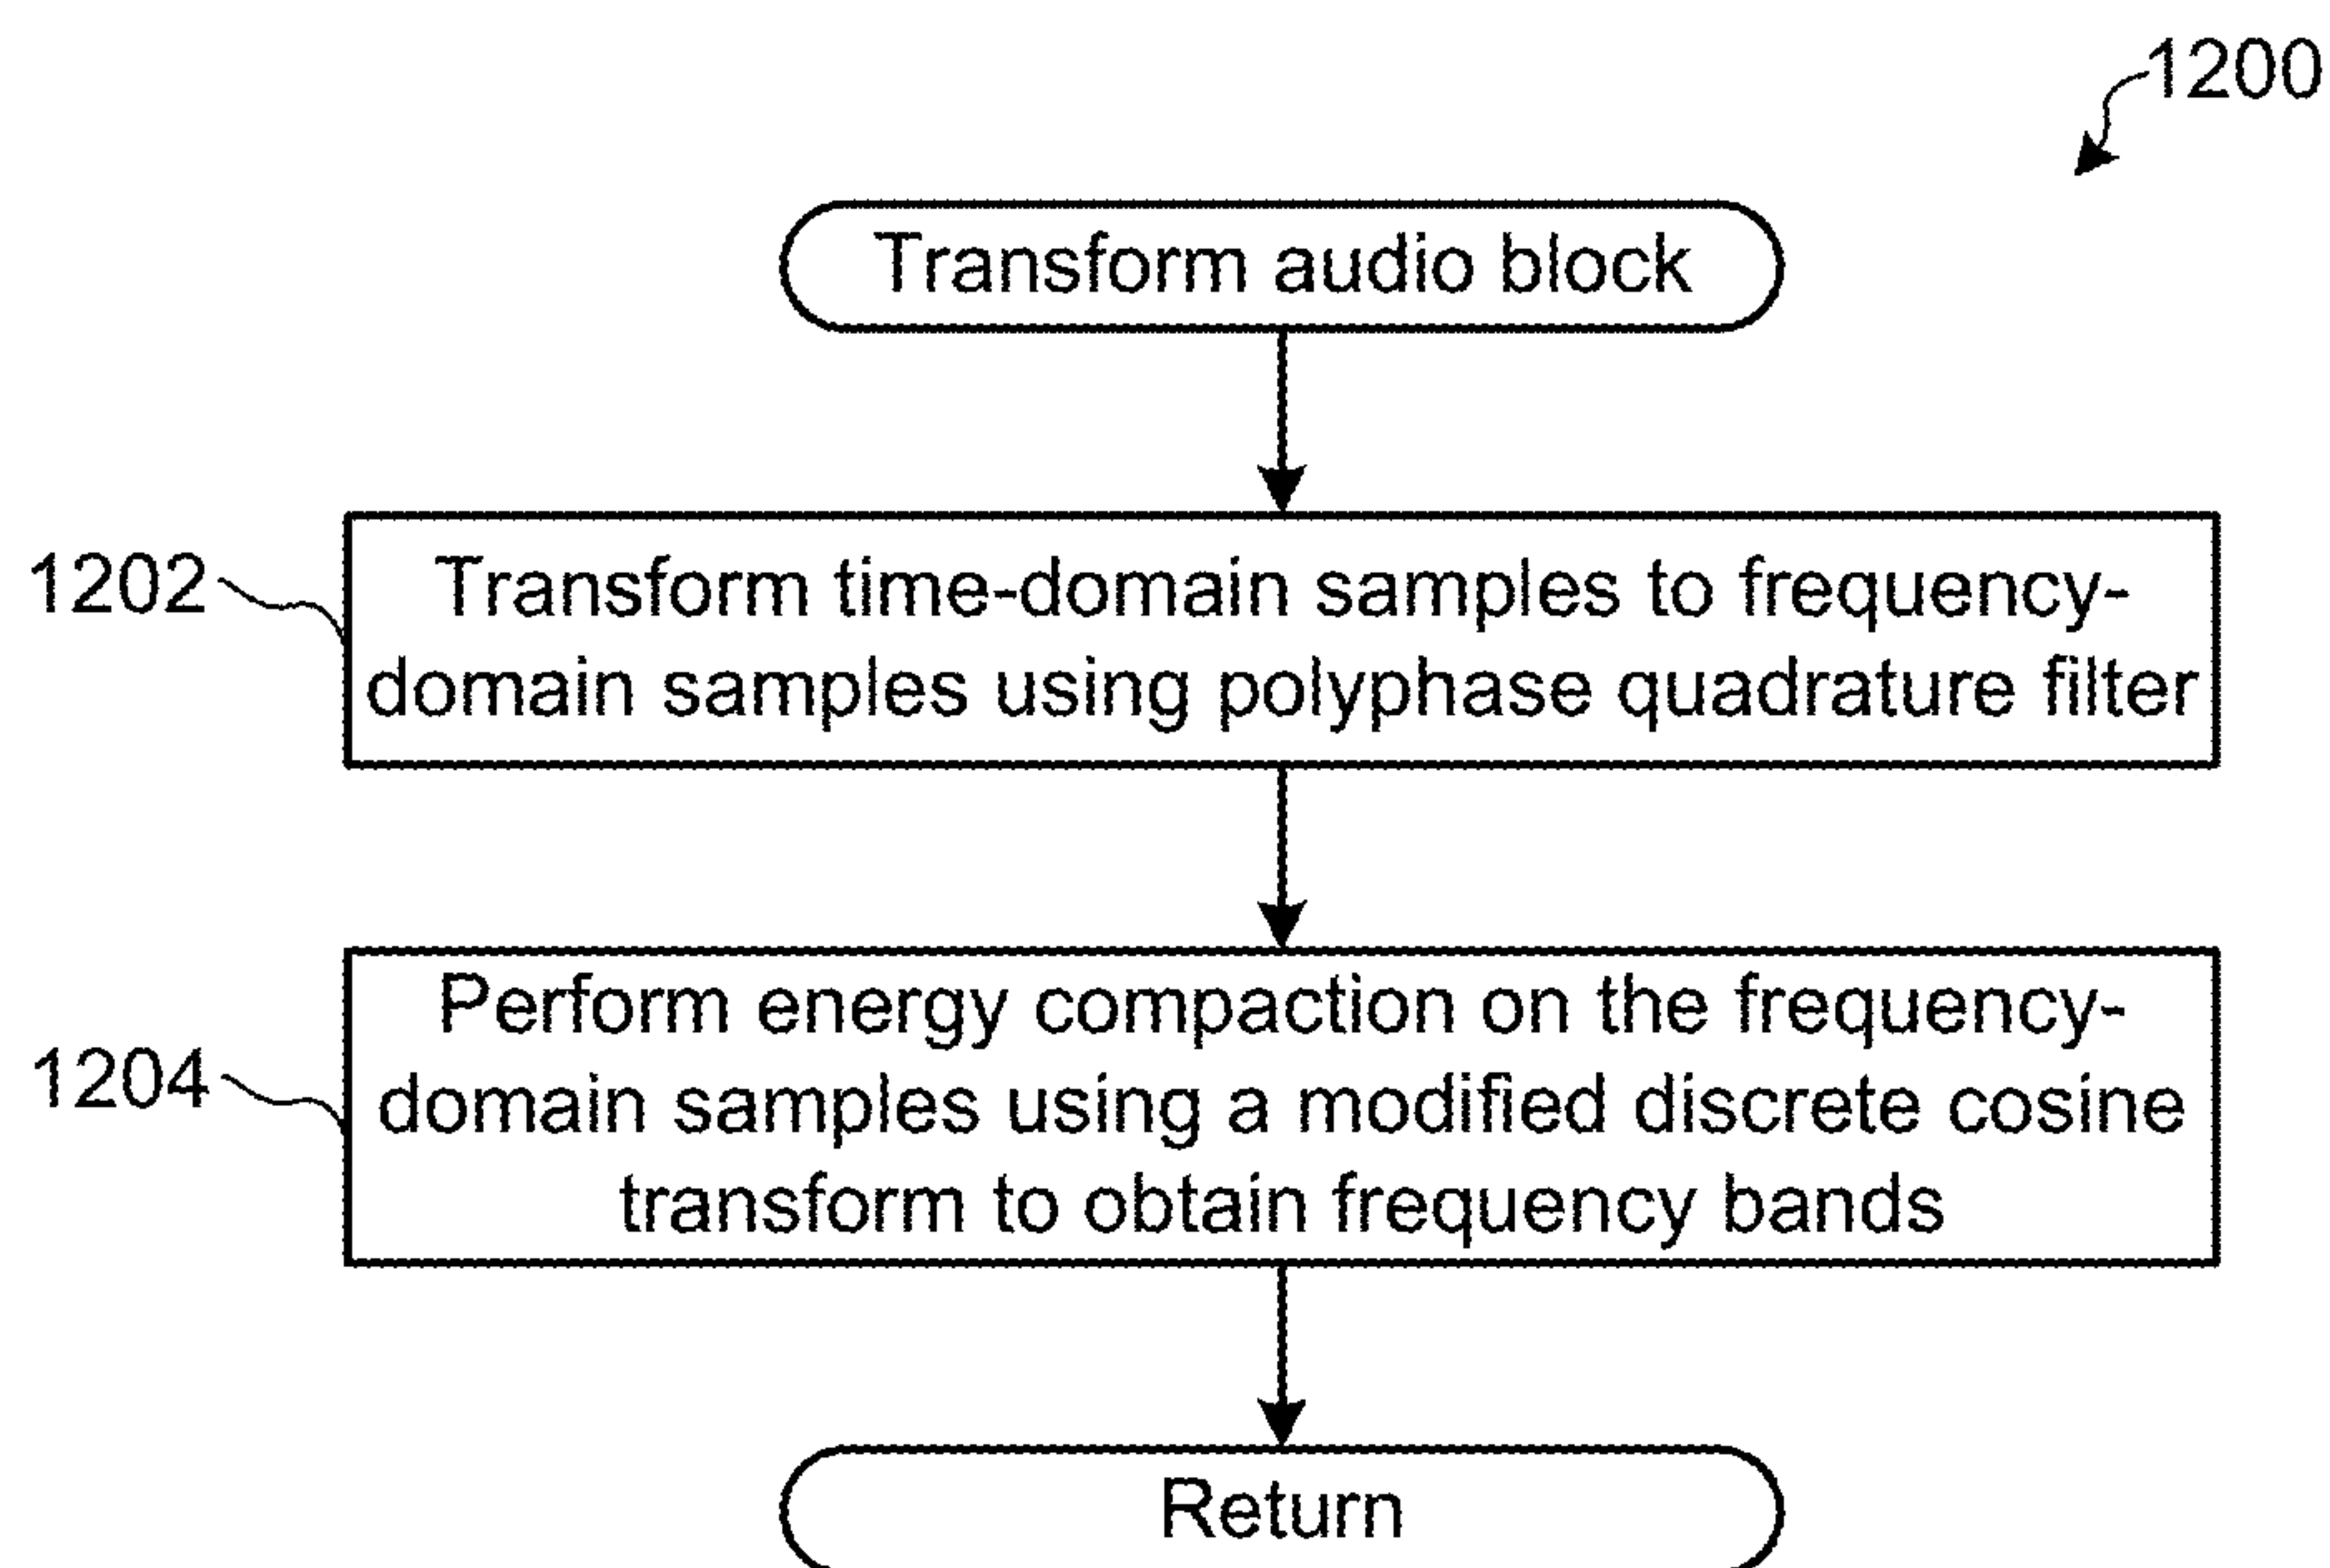 1200
Transform audio block
1202
Transform time-domain samples to frequency-
domain samples using polyphase quadrature filter
1204
Perform energy compaction on the frequency-
domain samples using a modified discrete cosine
transform to obtain frequency bands
Return